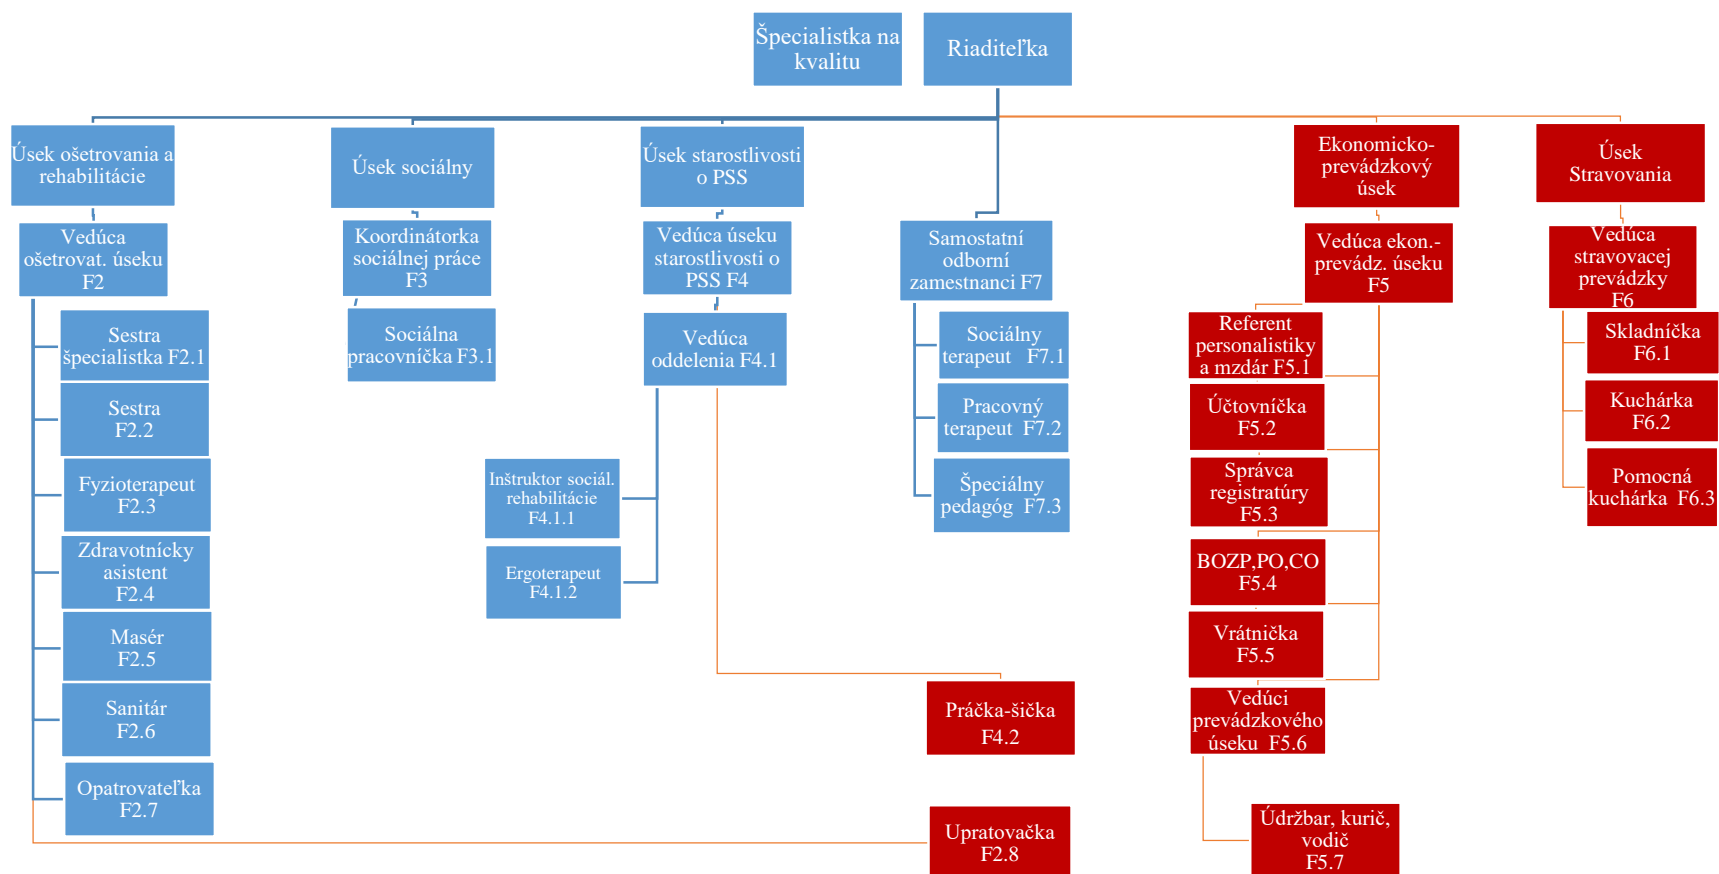 Špecialistka na
kvalitu
Riaditeľka
Úsek ošetrovania a
rehabilitácie
Úsek sociálny
Úsek starostlivosti
o PSS
Ekonomicko-
prevádzkový
úsek
Úsek
Stravovania
Vedúca
ošetrovat. úseku
F2
Koordinátorka
sociálnej práce
F3
Vedúca úseku
starostlivosti o
PSS F4
Samostatní
odborní
zamestnanci F7
Vedúca ekon.-
prevádz. úseku
F5
Vedúca
stravovacej
prevádzky
F6
Sestra
špecialistka F2.1
Sestra
F2.2
Fyzioterapeut
F2.3
Zdravotnícky
asistent
F2.4
Masér
F2.5
Sanitár
F2.6
Opatrovateľka
F2.7
Sociálna
pracovníčka F3.1
Vedúca
oddelenia F4.1
Inštruktor sociál.
rehabilitácie
F4.1.1
Ergoterapeut
F4.1.2
Sociálny
terapeut F7.1
Pracovný
terapeut F7.2
Špeciálny
pedagóg F7.3
Práčka-šička
F4.2
Upratovačka
F2.8
Referent
personalistiky
a mzdár F5.1
Účtovníčka
F5.2
Správca
registratúry
F5.3
BOZP,PO,CO
F5.4
Vrátnička
F5.5
Vedúci
prevádzkového
úseku F5.6
Údržbar, kurič,
vodič
F5.7
Skladníčka
F6.1
Kuchárka
F6.2
Pomocná
kuchárka F6.3